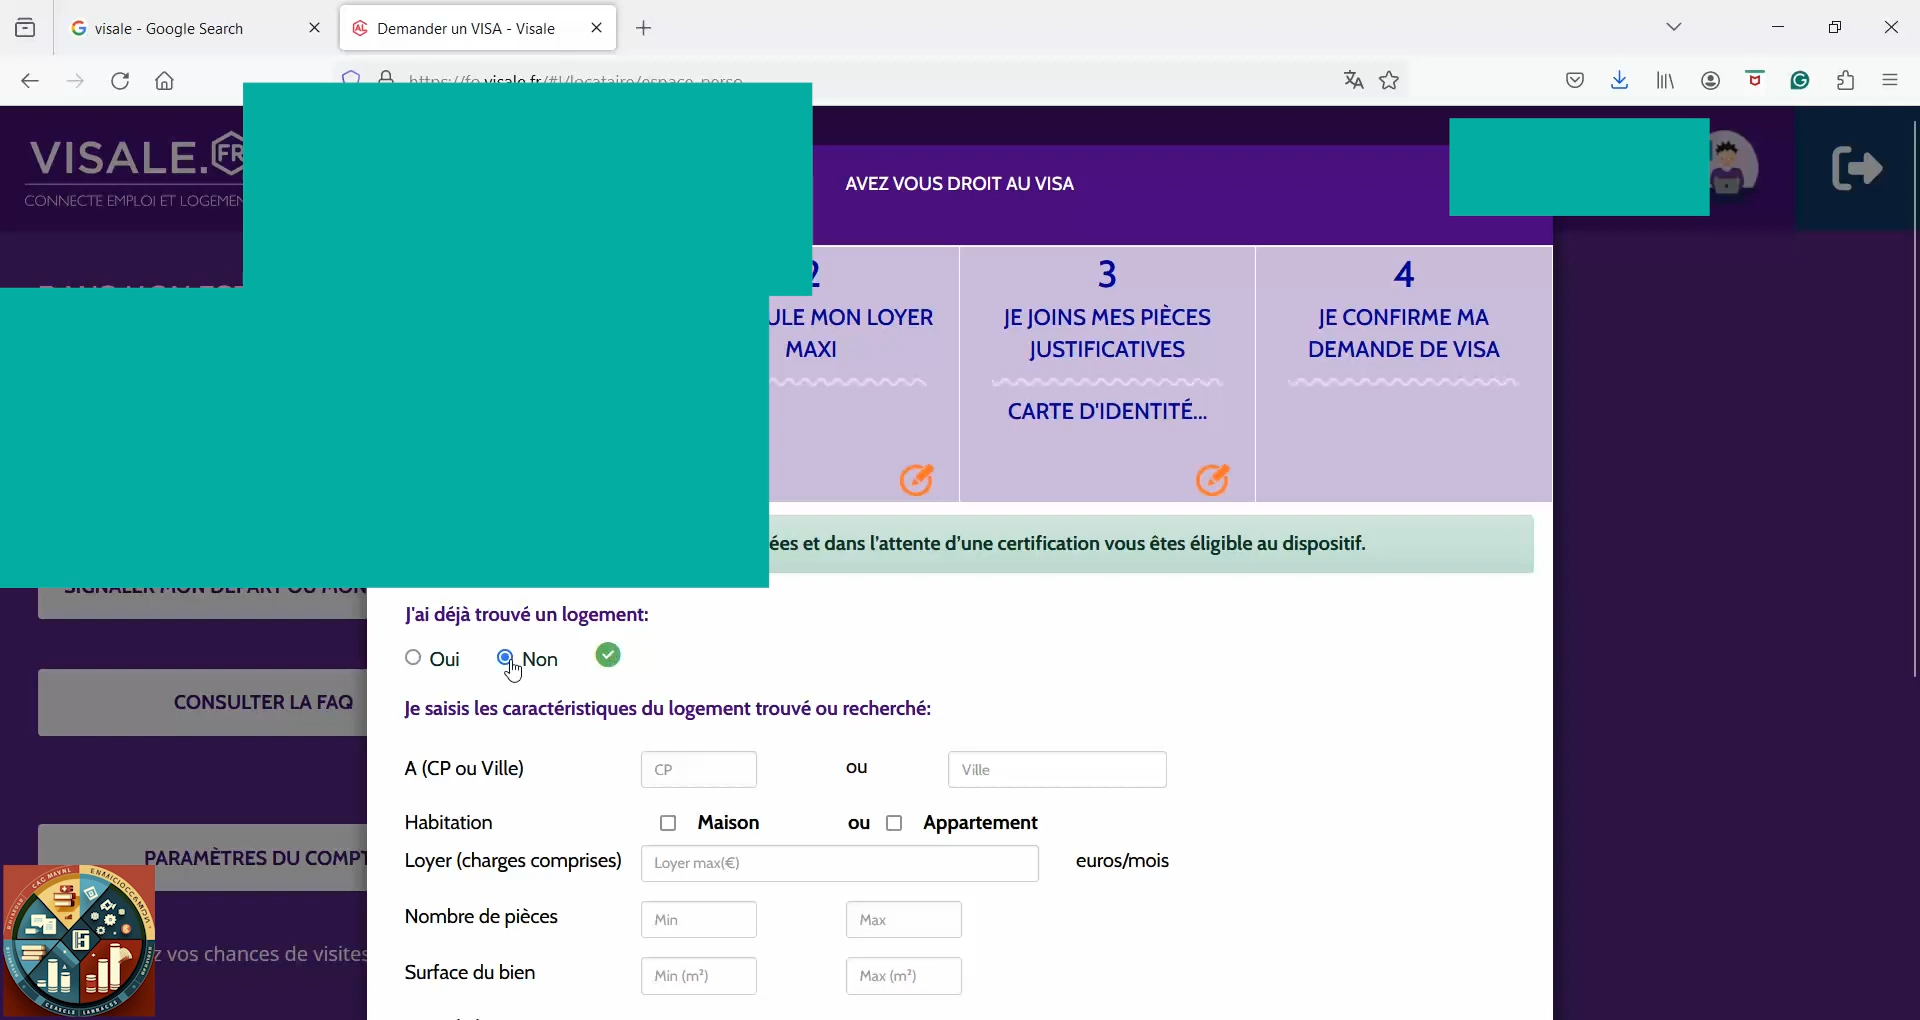 visale - Google Search
Demander un VISA - Visale
VISALE.FR
CONNECTE EMPLOI ET
AVEZ VOUS DROIT AU VISA
2
MON LOYER
MAXI
3
JE JOINS MES PIÈCES
JUSTIFICATIVES
CARTE D'IDENTITÉ...
4
JE CONFIRME MA
DEMANDE DE VISA
et dans l'attente d'une certification vous êtes éligible au dispositif.
J'ai déjà trouvé un logement:
Oui
Non
Je saisis les caractéristiques du logement trouvé ou recherché:
A (CP ou Ville)
CP
ou
Ville
Habitation
Maison
ou
Appartement
Loyer (charges comprises)
Loyer max(€)
euros/mois
Nombre de pièces
Min
Max
Surface du bien
Min (m²)
Max (m²)
CONSULTER LA FAQ
PARAMÈTRES DU
vos chances de visites